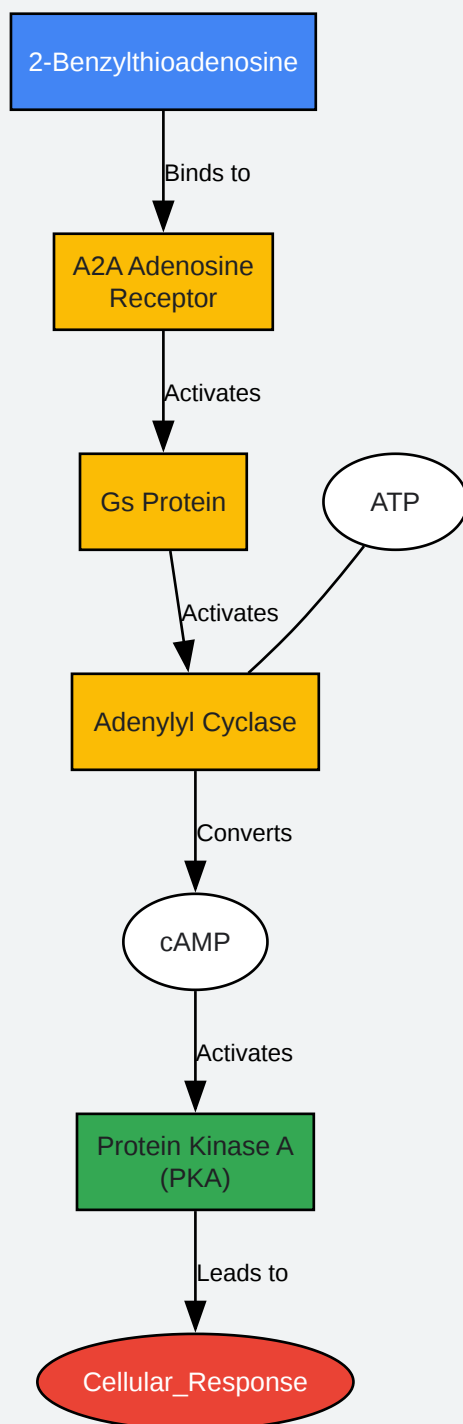 2-Benzylthioadenosine
Binds to
A2A Adenosine
Receptor
Activates
Gs Protein
ATP
Activates
Adenylyl Cyclase
Converts
cAMP
Activates
Protein Kinase A
(PKA)
Leads to
Cellular_Response